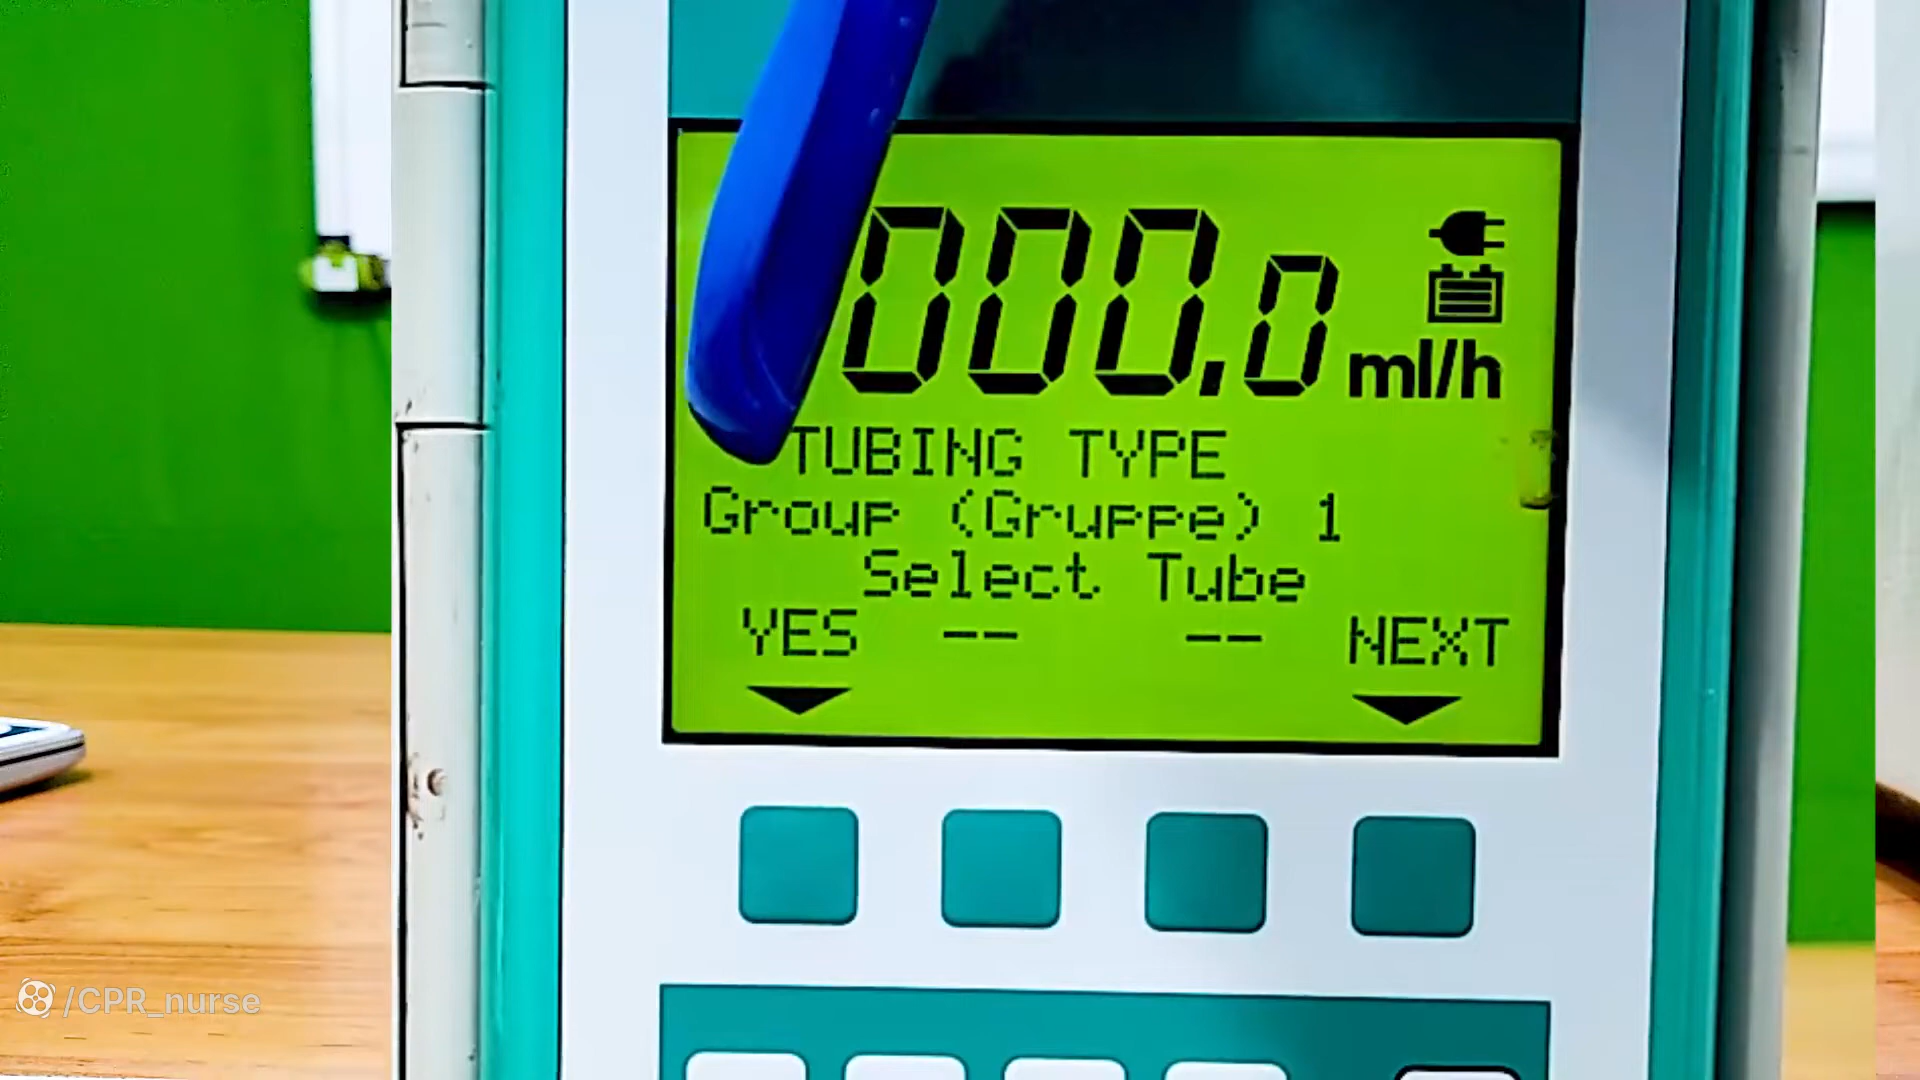 000.0 ml/h
TUBING TYPE
Group (Gruppe) 1
Select Tube
YES -- -- NEXT
/CPR_nurse